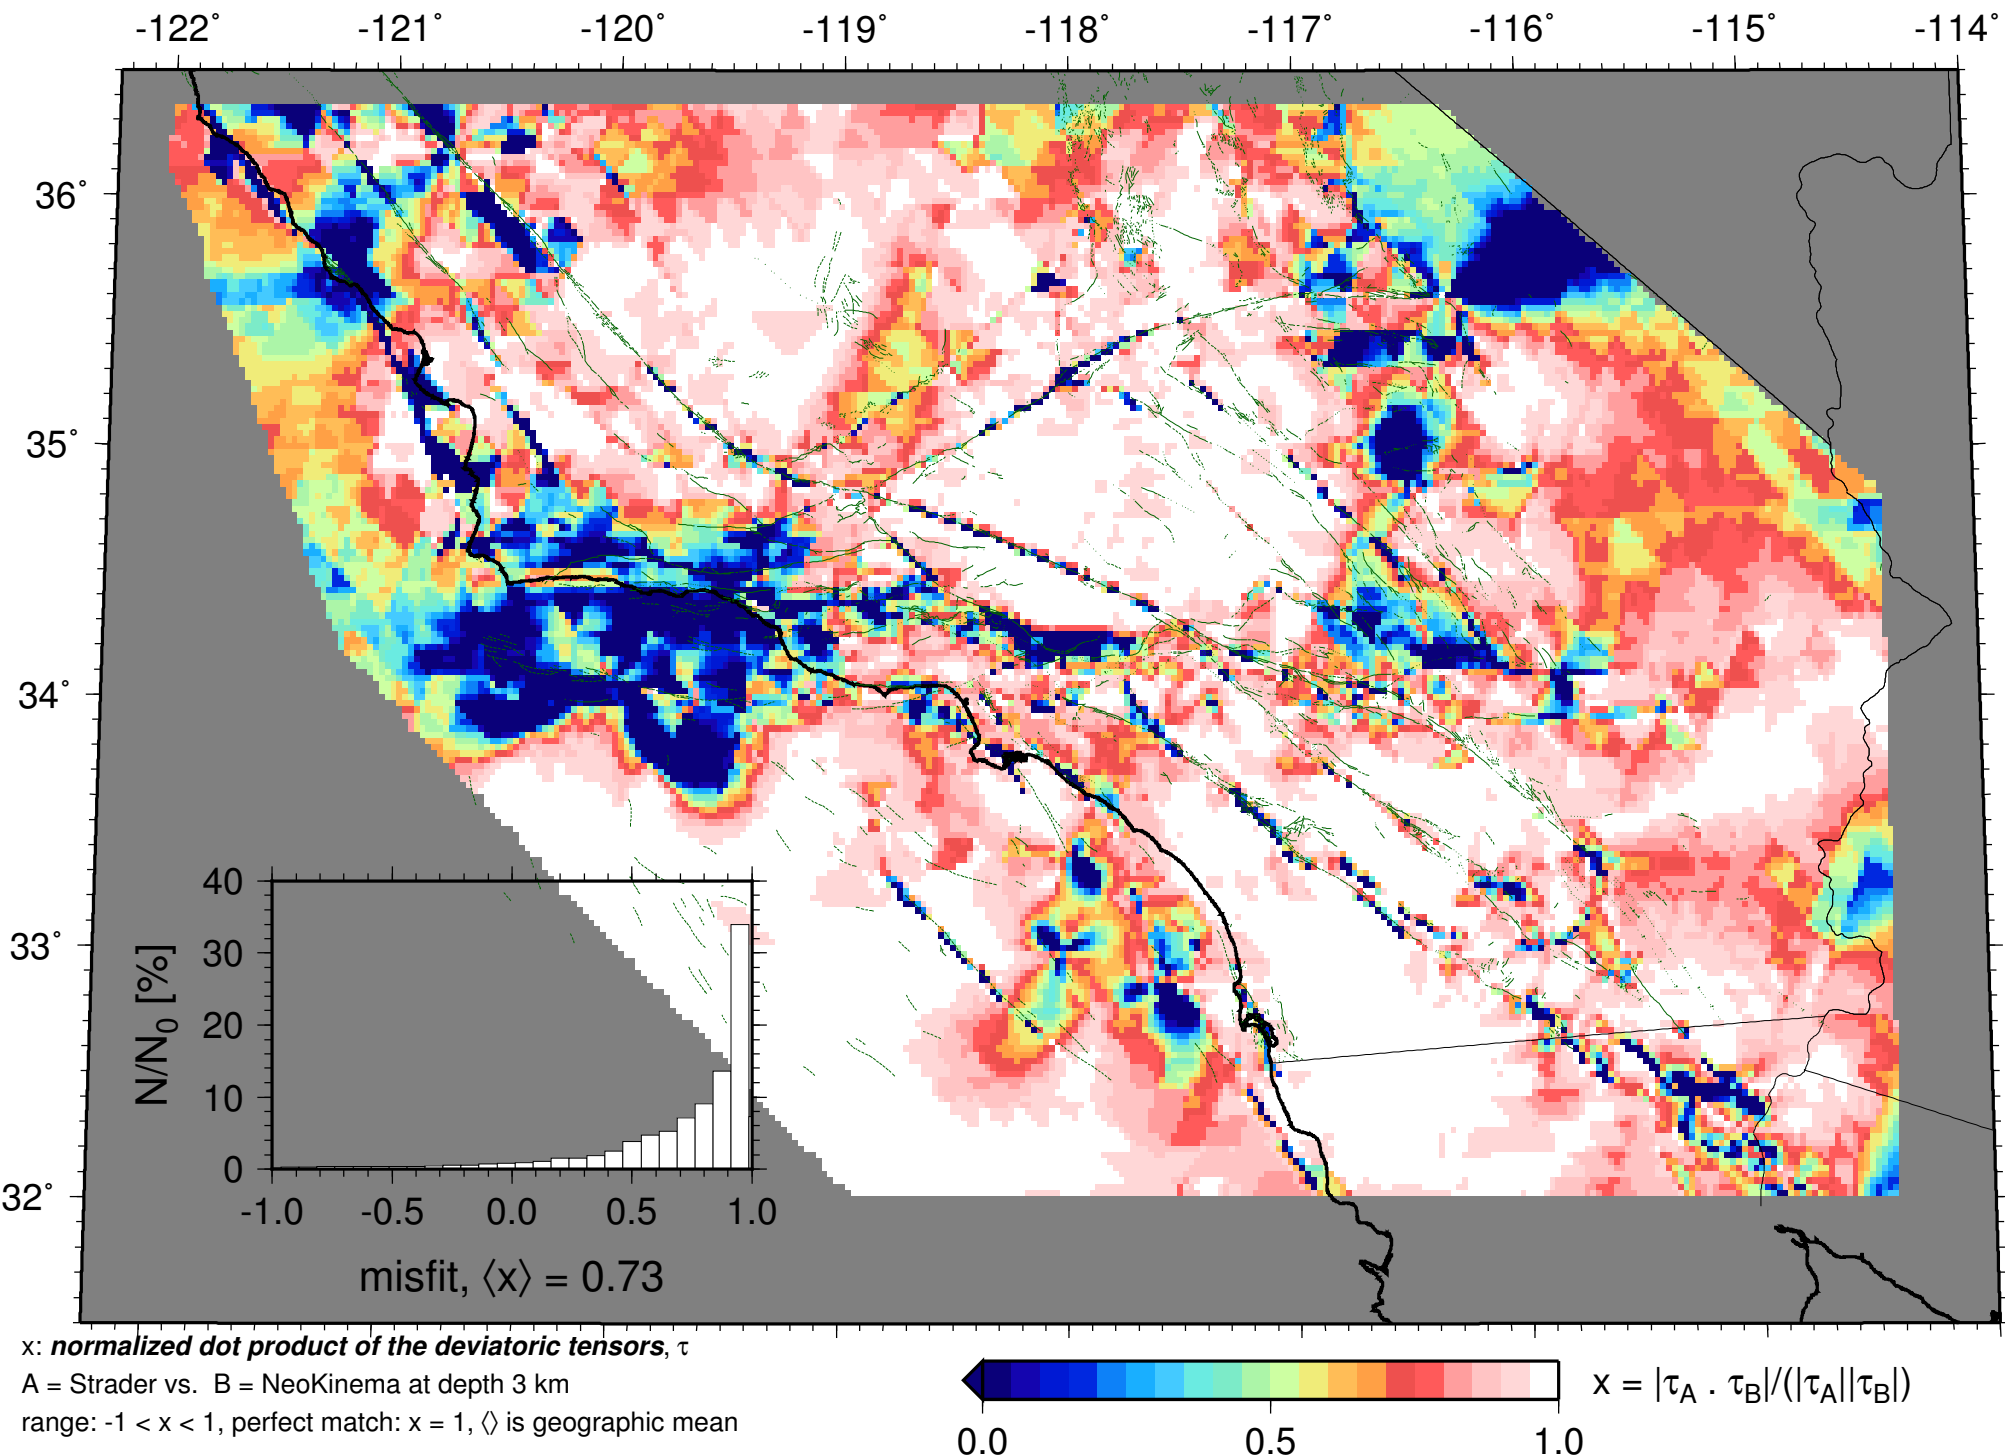 -122˚ -121˚ -120˚ -119˚ -118˚ -117˚ -116˚ -115˚ -114˚
36˚
35˚
34˚
33˚
32˚
N/N0 [%]
40
30
20
10
0
-1.0 -0.5 0.0 0.5 1.0
misfit, ⟨x⟩ = 0.73
x: normalized dot product of the deviatoric tensors, τ
A = Strader vs. B = NeoKinema at depth 3 km
range: -1 < x < 1, perfect match: x = 1, ⟨⟩ is geographic mean
0.0 0.5 1.0
x = |τA . τB|/(|τA||τB|)